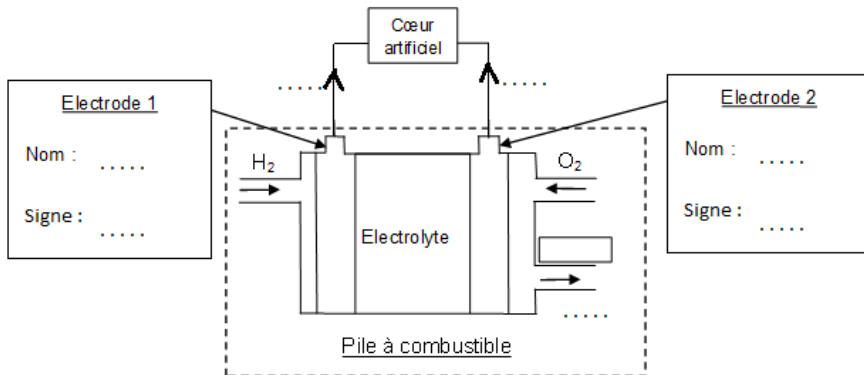 Cœur
artificiel
.....
.....
Electrode 1
Nom : .....
Signe : .....
Electrode 2
Nom : .....
Signe : .....
H₂
O₂
Electrolyte
.....
Pile à combustible